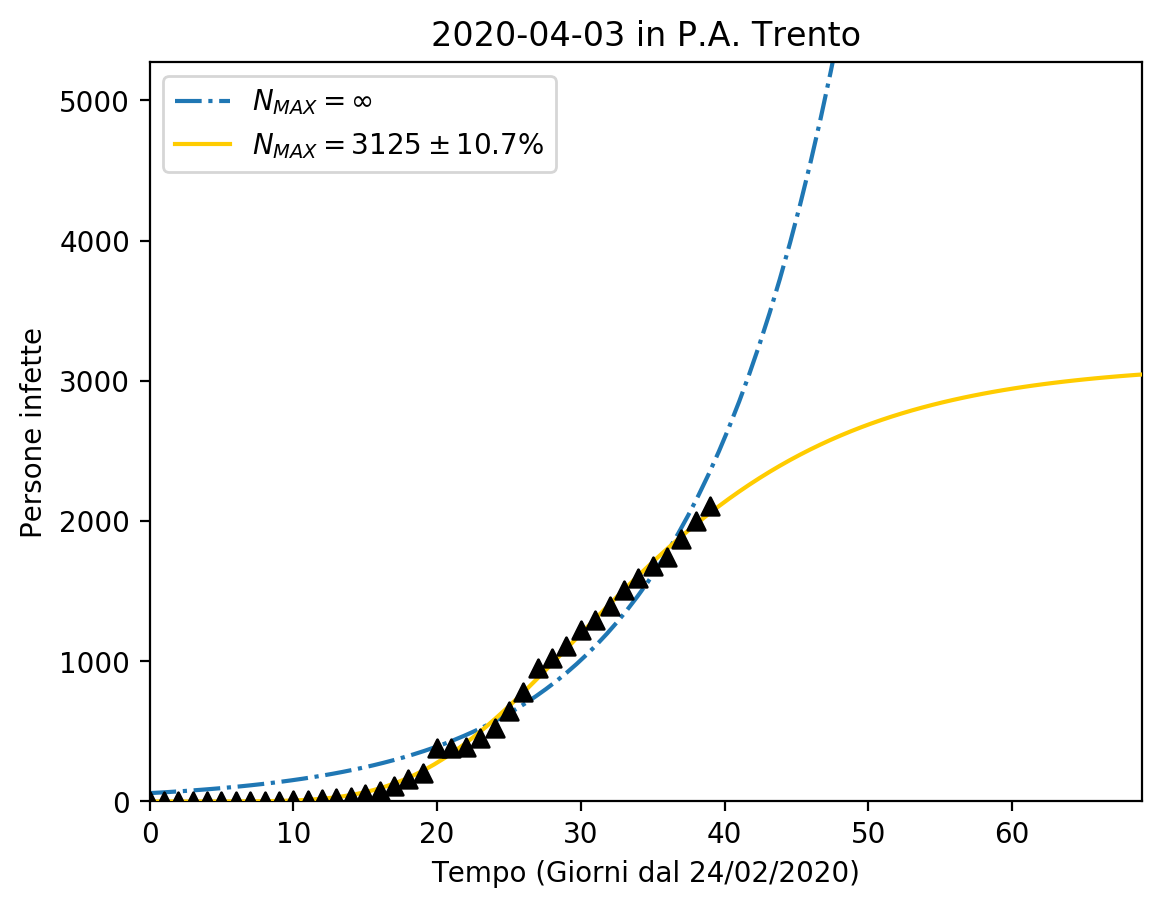 2020-04-03 in P.A. Trento
N_MAX = ∞
N_MAX = 3125 ± 10.7%
5000
4000
3000
2000
1000
0
Persone infette
0 10 20 30 40 50 60
Tempo (Giorni dal 24/02/2020)